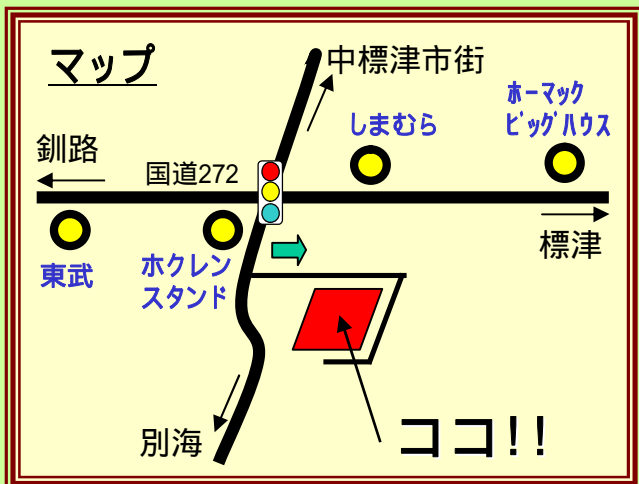 マップ
中標津市街
ホーマック
ビッグハウス
しまむら
釧路
国道272
標津
東武
ホクレン
スタンド
別海
ココ!!